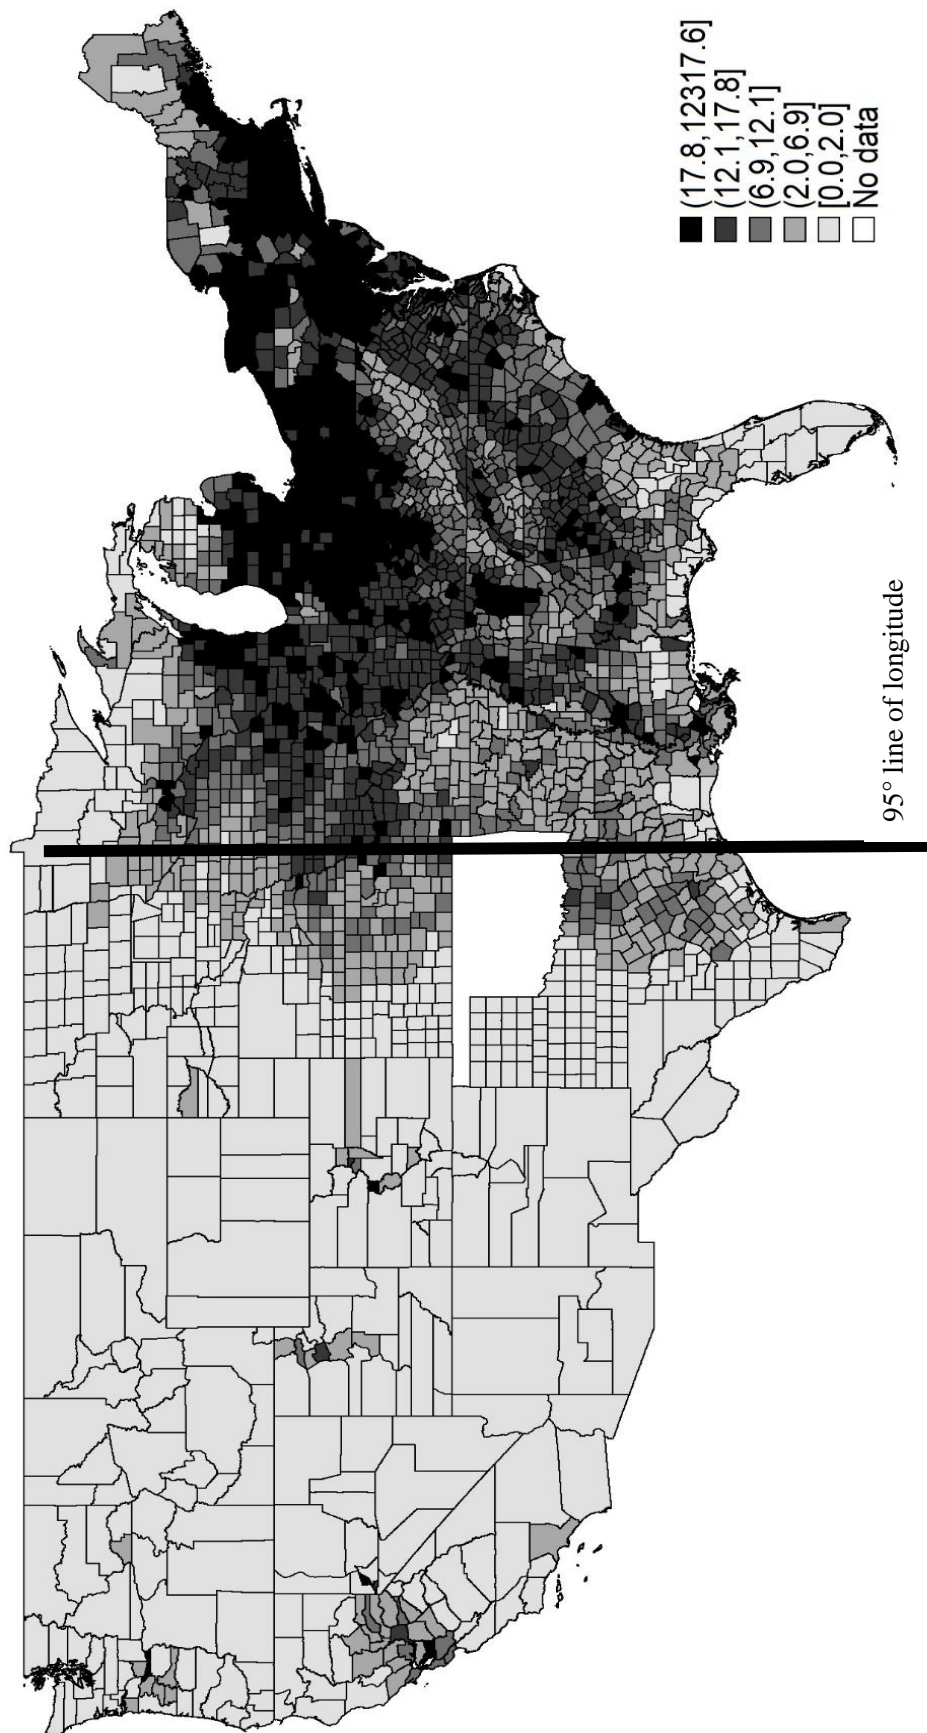 (17.8,12317.6]
(12.1,17.8]
(6.9,12.1]
(2.0,6.9]
[0.0,2.0]
No data
95° line of longitude